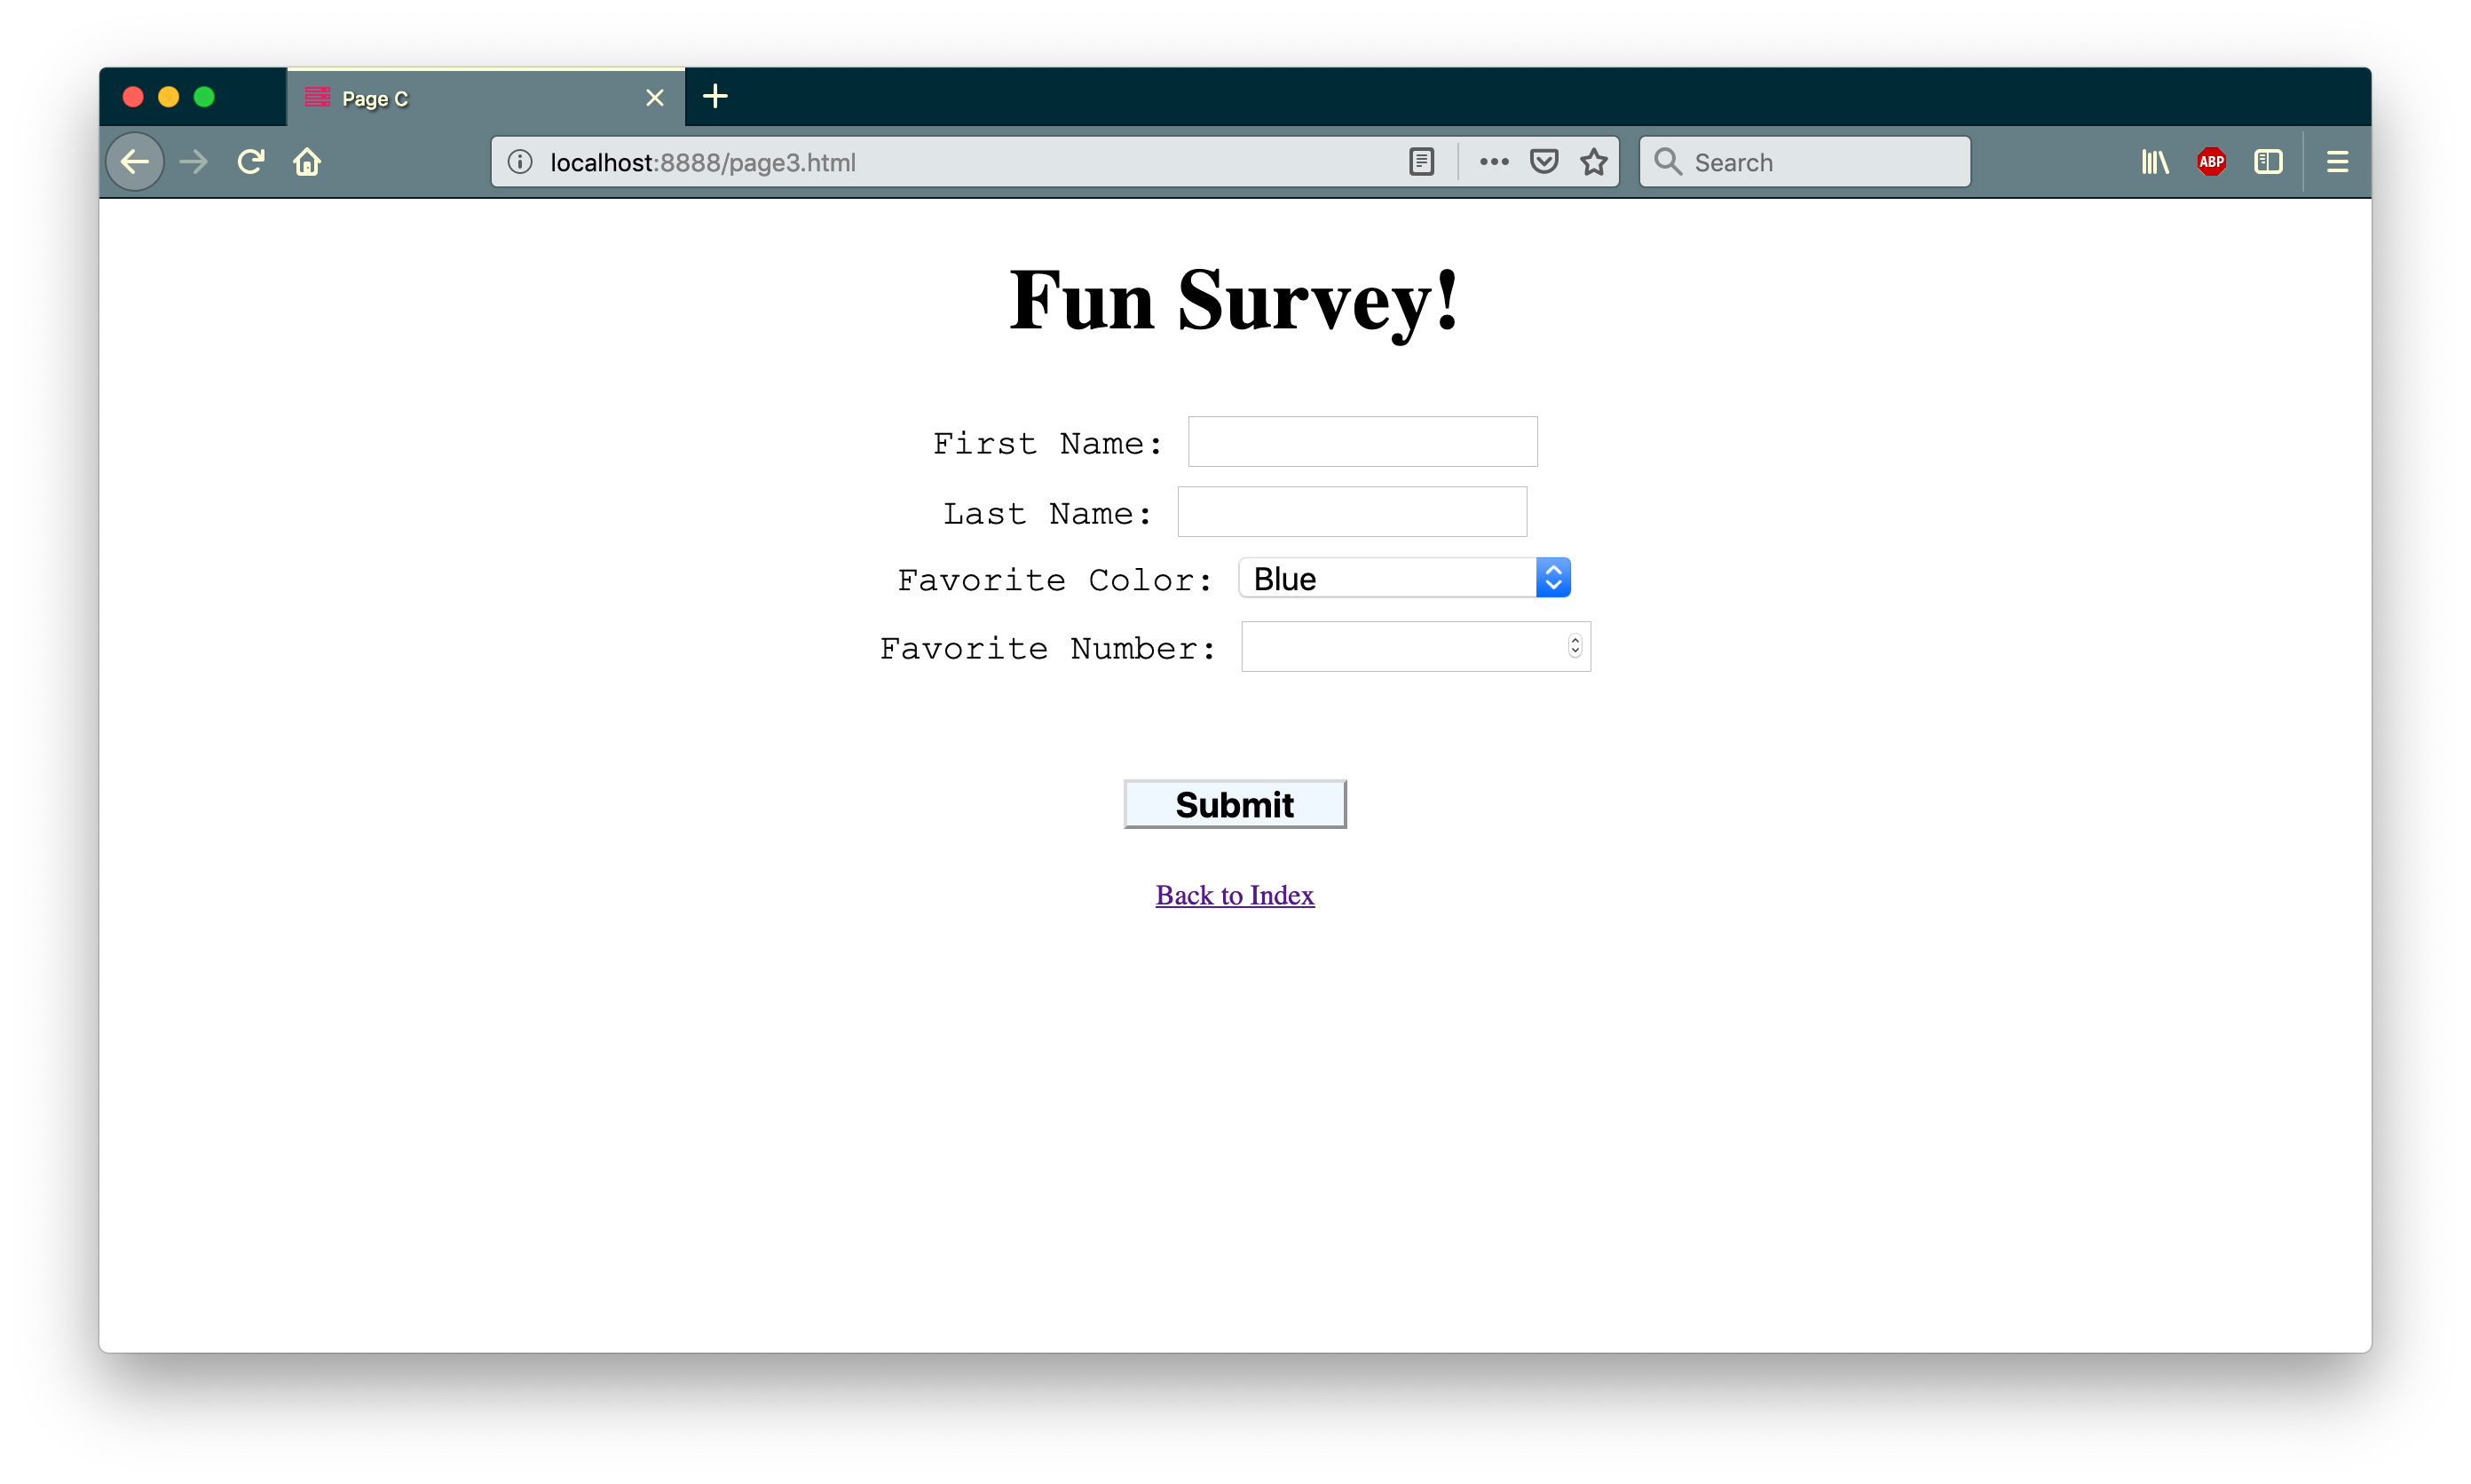 Page C
localhost:8888/page3.html
Search
ABP
Fun Survey!
First Name:
Last Name:
Favorite Color: Blue
Favorite Number:
Submit
Back to Index